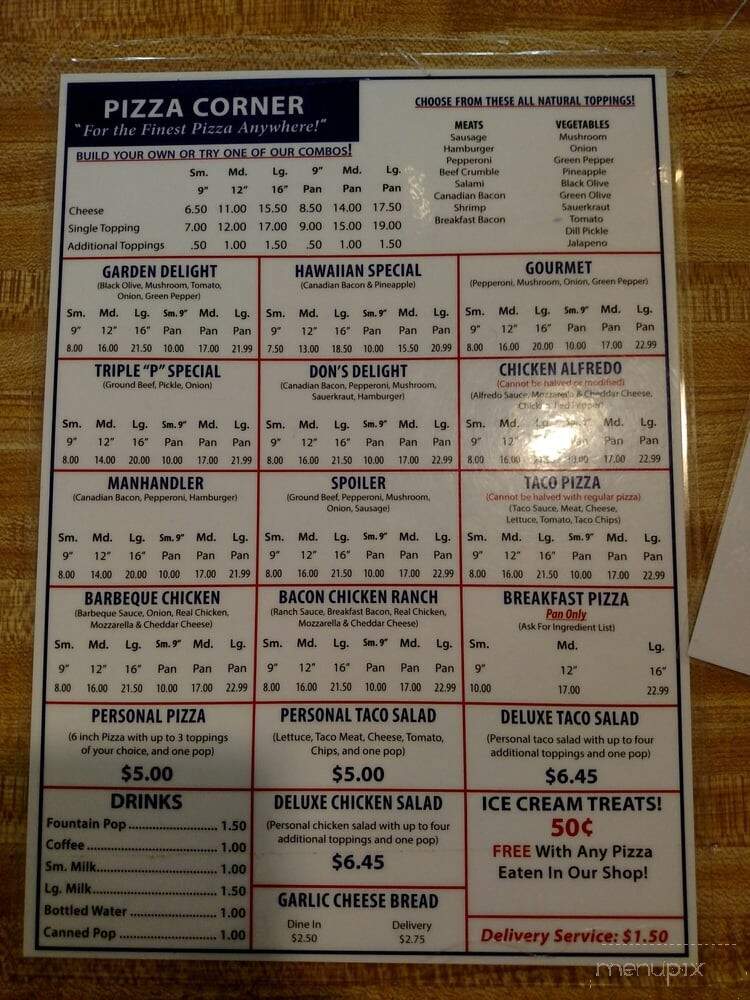 PIZZA CORNER
"For the Finest Pizza Anywhere!"
BUILD YOUR OWN OR TRY ONE OF OUR COMBOS!
Sm. Md. Lg. 9" Md. Lg.
9" 12" 16" Pan Pan Pan
Cheese 6.50 11.00 15.50 8.50 14.00 17.50
Single Topping 7.00 12.00 17.00 9.00 15.00 19.00
Additional Toppings .50 1.00 1.50 .50 1.00 1.50
CHOOSE FROM THESE ALL NATURAL TOPPINGS!
MEATS
Sausage
Hamburger
Pepperoni
Beef Crumble
Salami
Canadian Bacon
Shrimp
Breakfast Bacon
VEGETABLES
Mushroom
Onion
Green Pepper
Pineapple
Black Olive
Green Olive
Sauerkraut
Tomato
Dill Pickle
Jalapeno
GARDEN DELIGHT
(Black Olive, Mushroom, Tomato,
Onion, Green Pepper)
Sm. Md. Lg. Sm. 9" Md. Lg.
9" 12" 16" Pan Pan Pan
8.00 16.00 21.50 10.00 17.00 21.99
HAWAIIAN SPECIAL
(Canadian Bacon & Pineapple)
Sm. Md. Lg. Sm. 9" Md. Lg.
9" 12" 16" Pan Pan Pan
7.50 13.00 18.50 10.00 15.50 20.99
GOURMET
(Pepperoni, Mushroom, Onion, Green Pepper)
Sm. Md. Lg. Sm. 9" Md. Lg.
9" 12" 16" Pan Pan Pan
8.00 16.00 20.00 10.00 17.00 22.99
TRIPLE "P" SPECIAL
(Ground Beef, Pickle, Onion)
Sm. Md. Lg. Sm. 9" Md. Lg.
9" 12" 16" Pan Pan Pan
8.00 14.00 20.00 10.00 17.00 21.99
DON'S DELIGHT
(Canadian Bacon, Pepperoni, Mushroom,
Sauerkraut, Hamburger)
Sm. Md. Lg. Sm. 9" Md. Lg.
9" 12" 16" Pan Pan Pan
8.00 16.00 21.50 10.00 17.00 22.99
CHICKEN ALFREDO
(Cannot be halved or modified)
(Alfredo Sauce, Mozzarella & Cheddar Cheese,
Chicken, Red Pepper)
Sm. Md. Lg. Sm. 9" Md. Lg.
9" 12" Pan Pan
8.00 16.00 10.00 17.00 22.99
MANHANDLER
(Canadian Bacon, Pepperoni, Hamburger)
Sm. Md. Lg. Sm. 9" Md. Lg.
9" 12" 16" Pan Pan Pan
8.00 14.00 20.00 10.00 17.00 21.99
SPOILER
(Ground Beef, Pepperoni, Mushroom,
Onion, Sausage)
Sm. Md. Lg. Sm. 9" Md. Lg.
9" 12" 16" Pan Pan Pan
8.00 16.00 21.50 10.00 17.00 22.99
TACO PIZZA
(Cannot be halved with regular pizza)
(Taco Sauce, Meat, Cheese,
Lettuce, Tomato, Taco Chips)
Sm. Md. Lg. Sm. 9" Md. Lg.
9" 12" 16" Pan Pan Pan
8.00 16.00 21.50 10.00 17.00 22.99
BARBEQUE CHICKEN
(Barbeque Sauce, Onion, Real Chicken,
Mozzarella & Cheddar Cheese)
Sm. Md. Lg. Sm. 9" Md. Lg.
9" 12" 16" Pan Pan Pan
8.00 16.00 21.50 10.00 17.00 22.99
BACON CHICKEN RANCH
(Ranch Sauce, Breakfast Bacon, Real Chicken,
Mozzarella & Cheddar Cheese)
Sm. Md. Lg. Sm. 9" Md. Lg.
9" 12" 16" Pan Pan Pan
8.00 16.00 21.50 10.00 17.00 22.99
BREAKFAST PIZZA
Pan Only
(Ask For Ingredient List)
Sm. Md. Lg.
9" 12" 16"
10.00 17.00 22.99
PERSONAL PIZZA
(6 inch Pizza with up to 3 toppings
of your choice, and one pop)
$5.00
PERSONAL TACO SALAD
(Lettuce, Taco Meat, Cheese, Tomato,
Chips, and one pop)
$5.00
DELUXE TACO SALAD
(Personal taco salad with up to four
additional toppings and one pop)
$6.45
DRINKS
Fountain Pop 1.50
Coffee 1.00
Sm. Milk 1.00
Lg. Milk 1.50
Bottled Water 1.00
Canned Pop 1.00
DELUXE CHICKEN SALAD
(Personal chicken salad with up to four
additional toppings and one pop)
$6.45
GARLIC CHEESE BREAD
Dine In Delivery
$2.50 $2.75
ICE CREAM TREATS!
50¢
FREE With Any Pizza
Eaten In Our Shop!
Delivery Service: $1.50
menupix